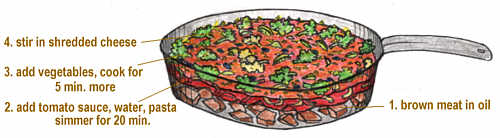 4. stir in shredded cheese
3. add vegetables, cook for
5 min. more
2. add tomato sauce, water, pasta
simmer for 20 min.
1. brown meat in oil